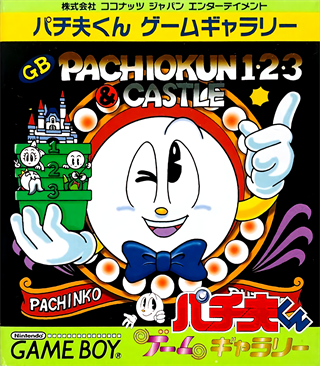 株式会社 ココナッツ ジャパン エンターテイメント
パチ夫くん ゲームギャラリー
GB
PACHIOKUN 1・2・3
& CASTLE
1
2
3
PACHINKO
パチ夫くん
ゲーム ギャラリー
Nintendo
GAME BOY®